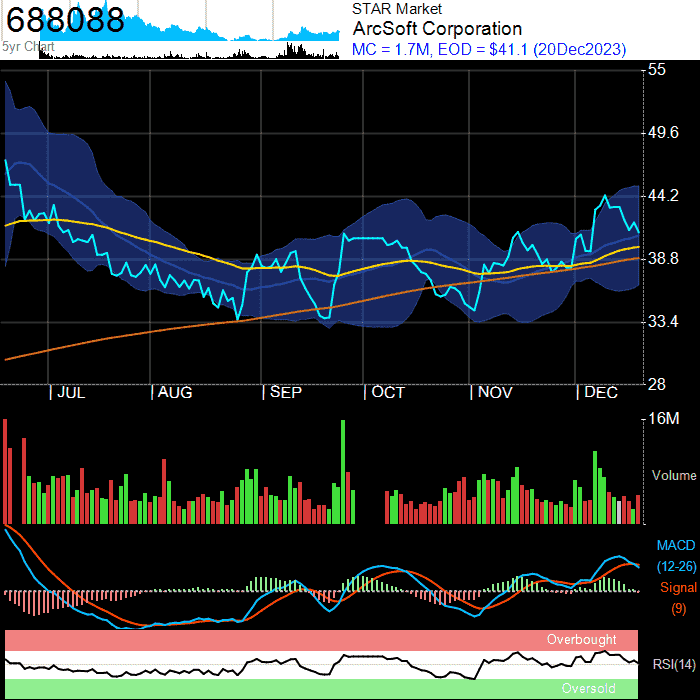 688088
5yr Chart
STAR Market
ArcSoft Corporation
MC = 1.7M, EOD = $41.1 (20Dec2023)
55
49.6
44.2
38.8
33.4
28
JUL AUG SEP OCT NOV DEC
16M
Volume
MACD
(12-26)
Signal
(9)
Overbought
RSI(14)
Oversold